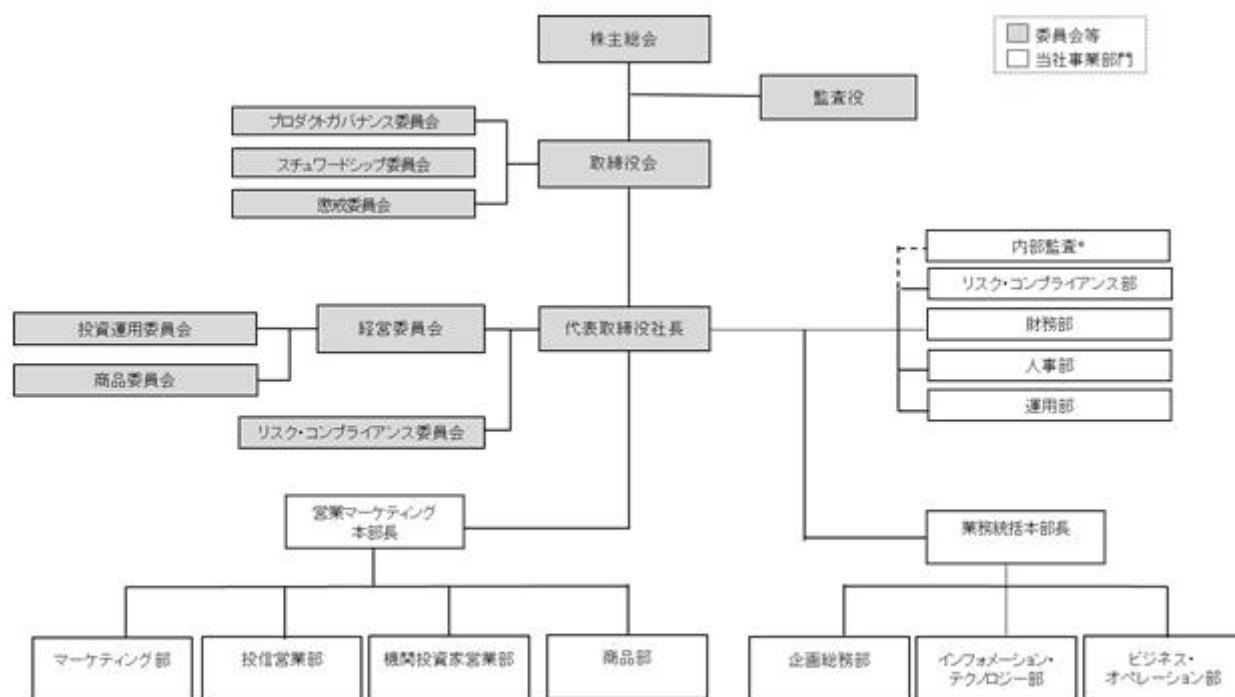 株主総会
委員会等
当社事業部門
監査役
プロダクトガバナンス委員会
スチュワードシップ委員会
懲戒委員会
取締役会
内部監査*
リスク・コンプライアンス部
財務部
人事部
運用部
投資運用委員会
商品委員会
経営委員会
代表取締役社長
リスク・コンプライアンス委員会
営業マーケティング
本部長
業務統括本部長
マーケティング部
投信営業部
機関投資家営業部
商品部
企画総務部
インフォメーション・
テクノロジー部
ビジネス・
オペレーション部